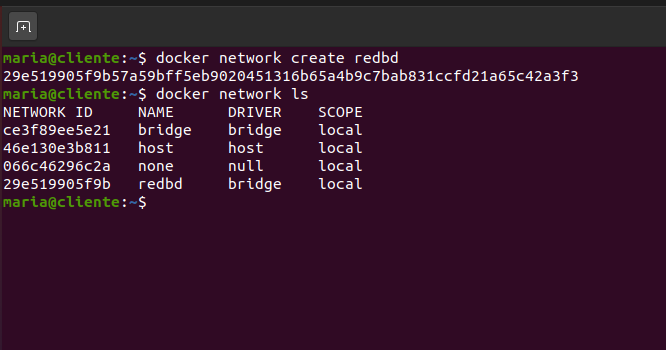 maria@cliente:~$ docker network create redbd
29e519905f9b57a59bff5eb9020451316b65a4b9c7bab831ccfd21a65c42a3f3
maria@cliente:~$ docker network ls
NETWORK ID     NAME      DRIVER    SCOPE
ce3f89ee5e21   bridge    bridge    local
46e130e3b811   host      host      local
066c46296c2a   none      null      local
29e519905f9b   redbd     bridge    local
maria@cliente:~$